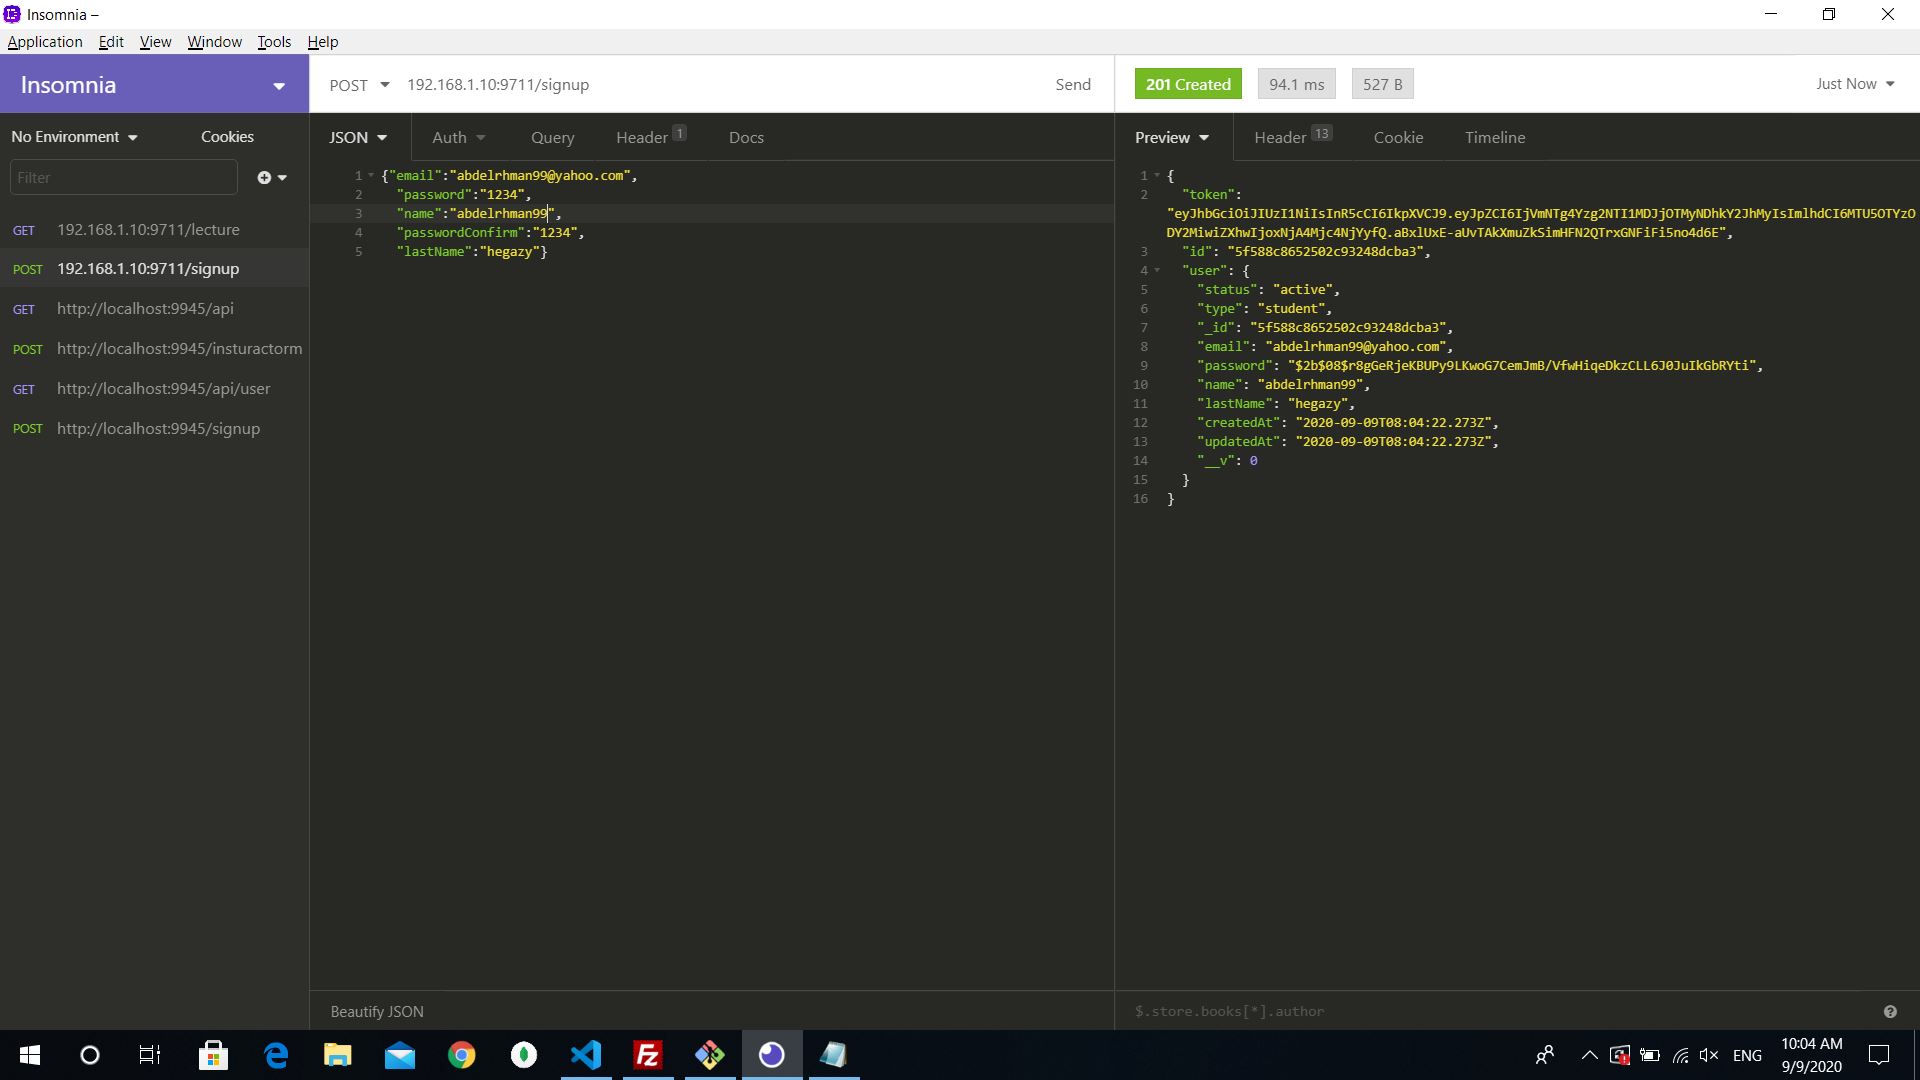 Insomnia –
Application Edit View Window Tools Help
Insomnia
POST 192.168.1.10:9711/signup Send
201 Created 94.1 ms 527 B Just Now
No Environment Cookies
JSON Auth Query Header 1 Docs
Preview Header 13 Cookie Timeline
Filter
GET 192.168.1.10:9711/lecture
POST 192.168.1.10:9711/signup
GET http://localhost:9945/api
POST http://localhost:9945/insturactorm
GET http://localhost:9945/api/user
POST http://localhost:9945/signup
1 {"email":"abdelrhman99@yahoo.com",
2 "password":"1234",
3 "name":"abdelrhman99",
4 "passwordConfirm":"1234",
5 "lastName":"hegazy"}
Beautify JSON
1 {
2 "token":
"eyJhbGciOiJIUzI1NiIsInR5cCI6IkpXVCJ9.eyJpZCI6IjVmNTg4Yzg2NTI1MDJjOTMyNDhkY2JhMyIsImlhdCI6MTU5OTYzO
DY2MiwiZXhwIjoxNjA4Mjc4NjYyfQ.aBxlUxE-aUvTAkXmuZkSimHFN2QTrxGNFiFi5no4d6E",
3 "id": "5f588c8652502c93248dcba3",
4 "user": {
5 "status": "active",
6 "type": "student",
7 "_id": "5f588c8652502c93248dcba3",
8 "email": "abdelrhman99@yahoo.com",
9 "password": "$2b$08$r8gGeRjeKBUPy9LKwoG7CemJmB/VfwHiqeDkzCLL6J0JuIkGbRYti",
10 "name": "abdelrhman99",
11 "lastName": "hegazy",
12 "createdAt": "2020-09-09T08:04:22.273Z",
13 "updatedAt": "2020-09-09T08:04:22.273Z",
14 "__v": 0
15 }
16 }
$.store.books[*].author
ENG
10:04 AM
9/9/2020